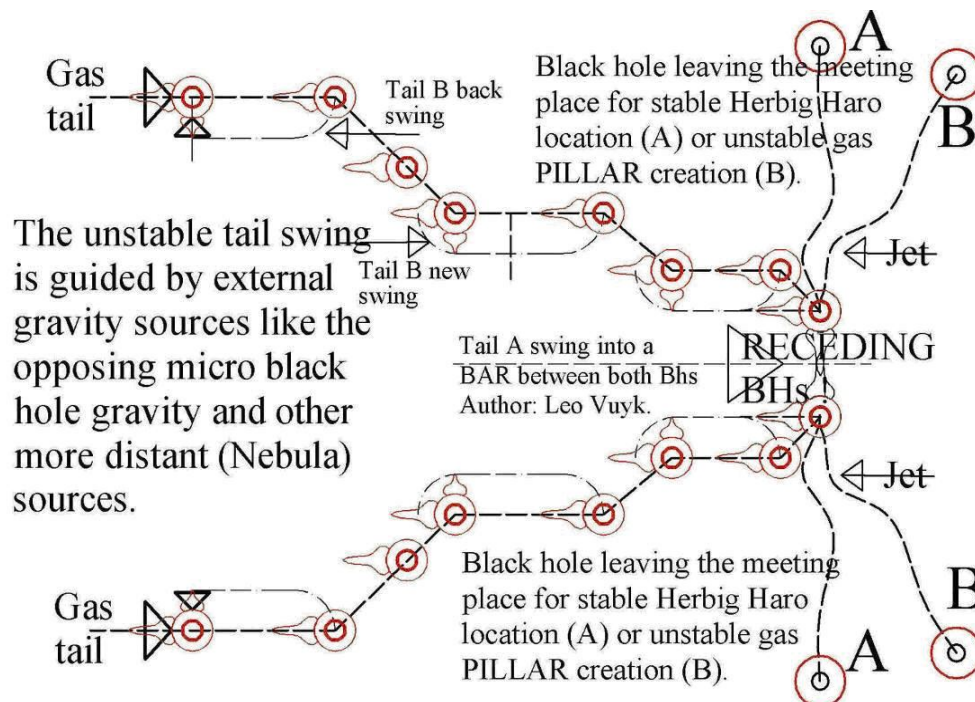 A
B
Gas
tail
Tail B back
swing
Black hole leaving the meeting
place for stable Herbig Haro
location (A) or unstable gas
PILLAR creation (B).
The unstable tail swing
is guided by external
gravity sources like the
opposing micro black
hole gravity and other
more distant (Nebula)
sources.
Tail B new
swing
Jet
Tail A swing into a
BAR between both Bhs
Author: Leo Vuyk.
RECEDING
BHs
Jet
Black hole leaving the meeting
place for stable Herbig Haro
location (A) or unstable gas
PILLAR creation (B).
Gas
tail
A
B